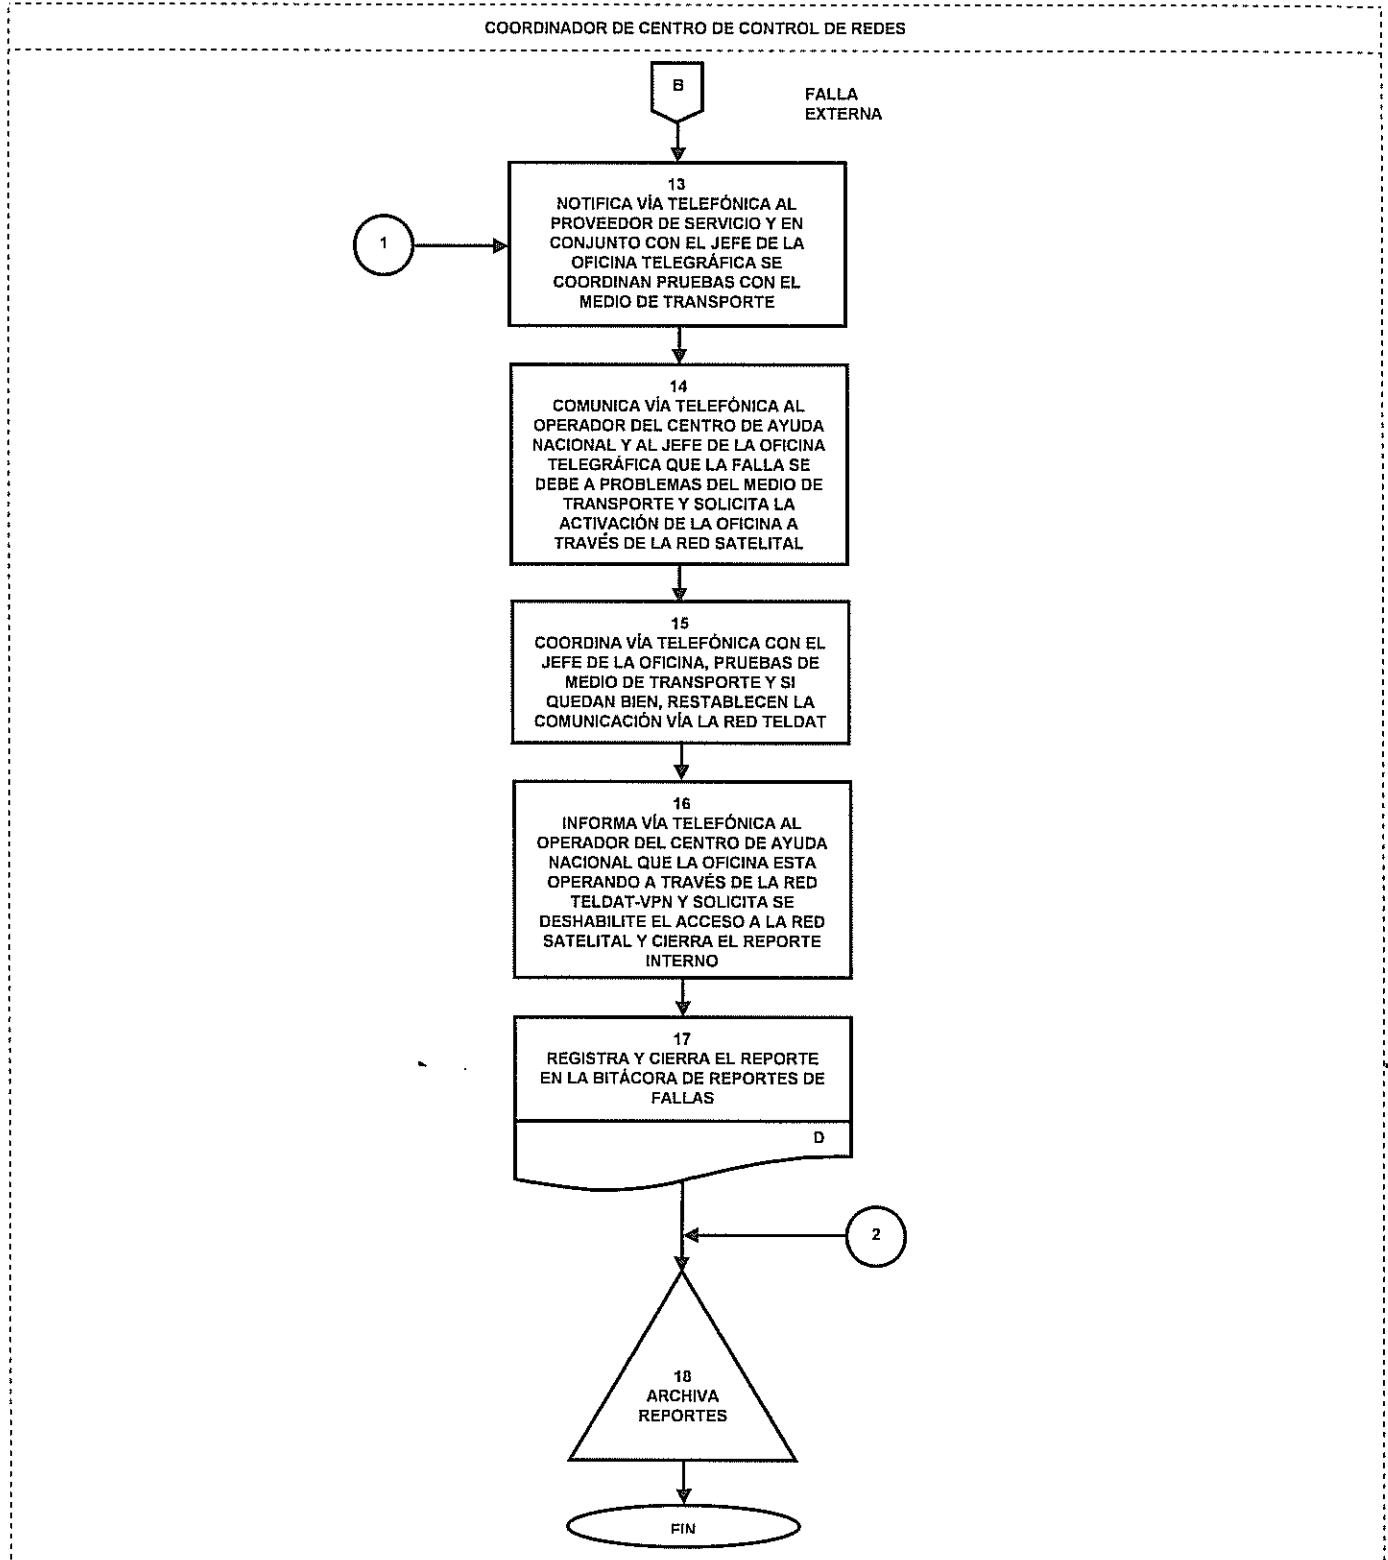 COORDINADOR DE CENTRO DE CONTROL DE REDES
B
FALLA
EXTERNA
13
NOTIFICA VÍA TELEFÓNICA AL
PROVEEDOR DE SERVICIO Y EN
CONJUNTO CON EL JEFE DE LA
OFICINA TELEGRÁFICA SE
COORDINAN PRUEBAS CON EL
MEDIO DE TRANSPORTE
1
14
COMUNICA VÍA TELEFÓNICA AL
OPERADOR DEL CENTRO DE AYUDA
NACIONAL Y AL JEFE DE LA OFICINA
TELEGRÁFICA QUE LA FALLA SE
DEBE A PROBLEMAS DEL MEDIO DE
TRANSPORTE Y SOLICITA LA
ACTIVACIÓN DE LA OFICINA A
TRAVÉS DE LA RED SATELITAL
15
COORDINA VÍA TELEFÓNICA CON EL
JEFE DE LA OFICINA, PRUEBAS DE
MEDIO DE TRANSPORTE Y SI
QUEDAN BIEN, RESTABLECEN LA
COMUNICACIÓN VÍA LA RED TELDAT
16
INFORMA VÍA TELEFÓNICA AL
OPERADOR DEL CENTRO DE AYUDA
NACIONAL QUE LA OFICINA ESTA
OPERANDO A TRAVÉS DE LA RED
TELDAT-VPN Y SOLICITA SE
DESHABILITE EL ACCESO A LA RED
SATELITAL Y CIERRA EL REPORTE
INTERNO
17
REGISTRA Y CIERRA EL REPORTE
EN LA BITÁCORA DE REPORTES DE
FALLAS
D
2
18
ARCHIVA
REPORTES
FIN